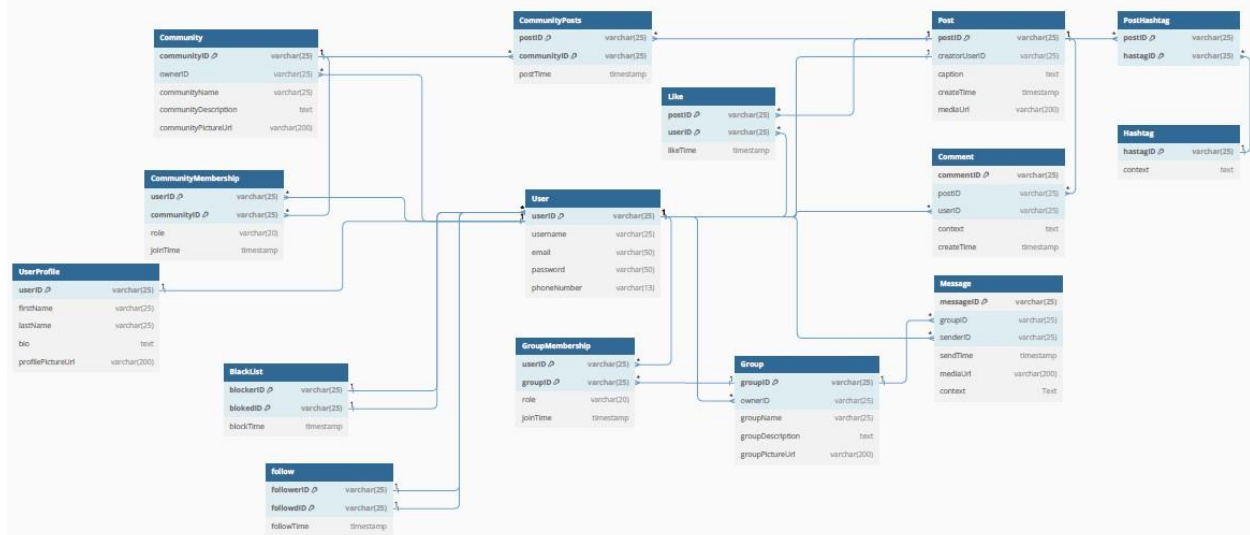 Community
communityID varchar(25)
ownerID varchar(25)
communityName varchar(25)
communityDescription text
communityPictureUrl varchar(200)
CommunityPosts
postID varchar(25)
communityID varchar(25)
postTime timestamp
Post
postID varchar(25)
creatorUserID varchar(25)
caption text
createTime timestamp
mediaUrl varchar(200)
PostHashtag
postID varchar(25)
hastagID varchar(25)
Like
postID varchar(25)
userID varchar(25)
likeTime timestamp
Hashtag
hastagID varchar(25)
context text
Comment
commentID varchar(25)
postID varchar(25)
userID varchar(25)
context text
createTime timestamp
CommunityMembership
userID varchar(25)
communityID varchar(25)
role varchar(20)
joinTime timestamp
User
userID varchar(25)
username varchar(25)
email varchar(50)
password varchar(50)
phoneNumber varchar(13)
UserProfile
userID varchar(25)
firstName varchar(25)
lastName varchar(25)
bio text
profilePictureUrl varchar(200)
Message
messageID varchar(25)
groupID varchar(25)
senderID varchar(25)
sendTime timestamp
mediaUrl varchar(200)
context Text
GroupMembership
userID varchar(25)
groupID varchar(25)
role varchar(20)
joinTime timestamp
Group
groupID varchar(25)
ownerID varchar(25)
groupName varchar(25)
groupDescription text
groupPictureUrl varchar(200)
BlackList
blockerID varchar(25)
blokedID varchar(25)
blockTime timestamp
follow
followerID varchar(25)
followdID varchar(25)
followTime timestamp